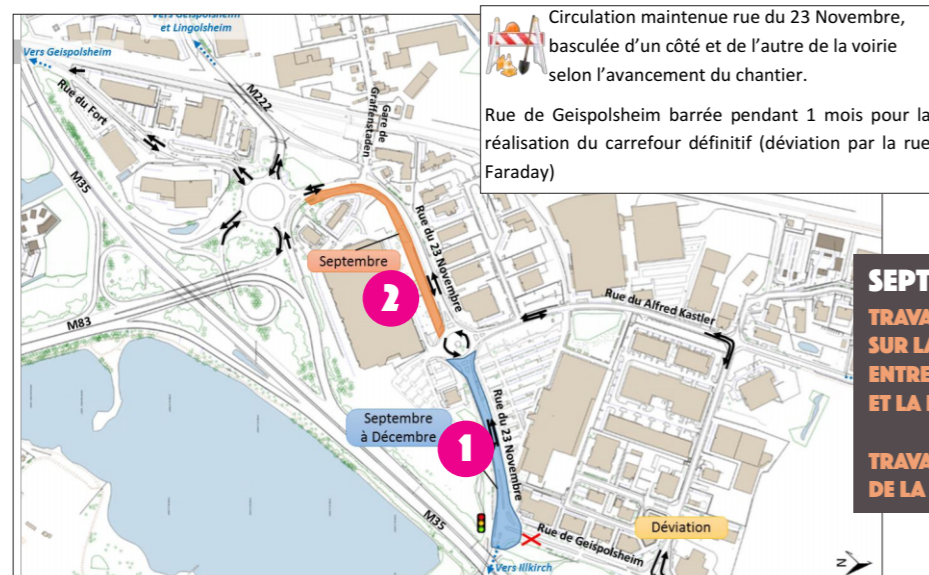 Vers Geispolsheim
et Lingolsheim
Vers Geispolsheim
Circulation maintenue rue du 23 Novembre,
basculée d’un côté et de l’autre de la voirie
selon l’avancement du chantier.
Rue de Geispolsheim barrée pendant 1 mois pour la
réalisation du carrefour définitif (déviation par la rue
Faraday)
Rue du Fort
M222
Gare de
Graffenstaden
M35
Rue du 23 Novembre
Septembre
2
Rue du Alfred Kastler
M83
SEPT
TRAVA
SUR LA
ENTRE
ET LA
TRAVA
DE LA
Septembre
à Décembre
1
Rue du 23 Novembre
M35
Rue de Geispolsheim
Déviation
Vers Illkirch
N